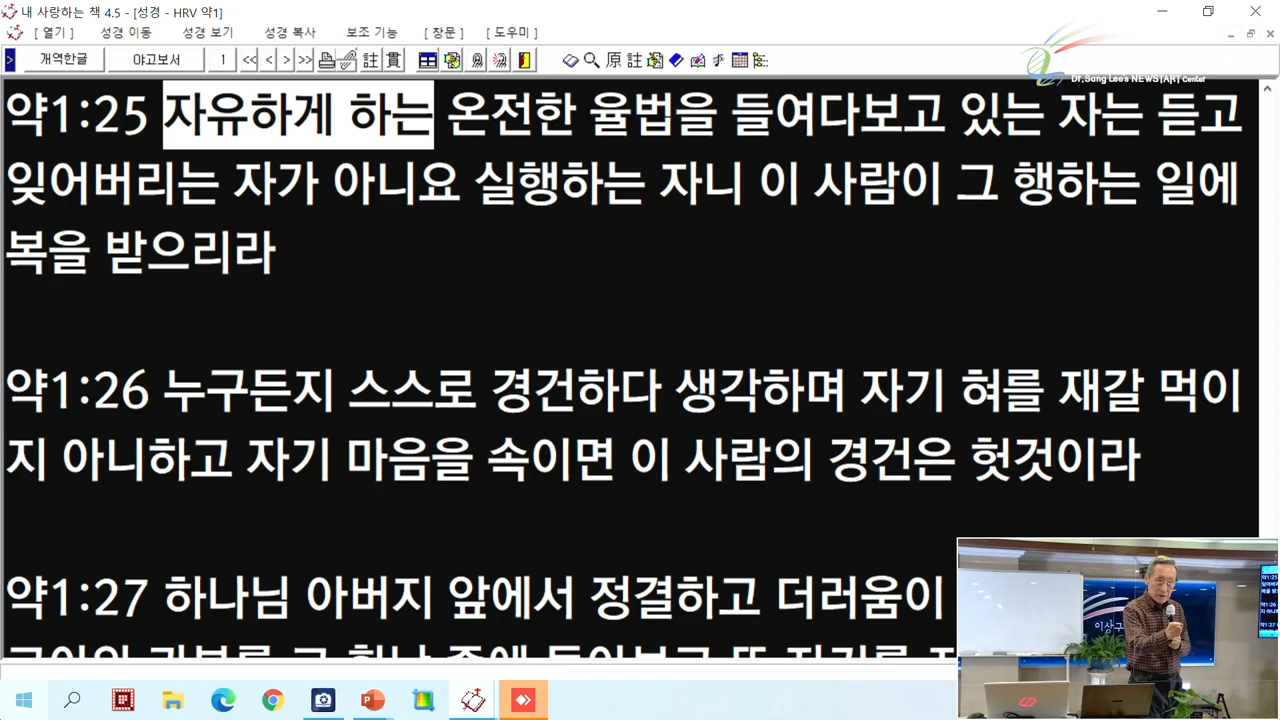 내 사랑하는 책 4.5 - [성경 - HRV 약1]
[ 열기 ] 성경 이동 성경 보기 성경 복사 보조 기능 [ 창문 ] [ 도우미 ]
개역한글 야고보서 1 << < > >> 註 貫 原 註
Dr.Sang Lee's NEWSTART Center
약1:25 자유하게 하는 온전한 율법을 들여다보고 있는 자는 듣고
잊어버리는 자가 아니요 실행하는 자니 이 사람이 그 행하는 일에
복을 받으리라
약1:26 누구든지 스스로 경건하다 생각하며 자기 혀를 재갈 먹이
지 아니하고 자기 마음을 속이면 이 사람의 경건은 헛것이라
약1:27 하나님 아버지 앞에서 정결하고 더러움이
이상구